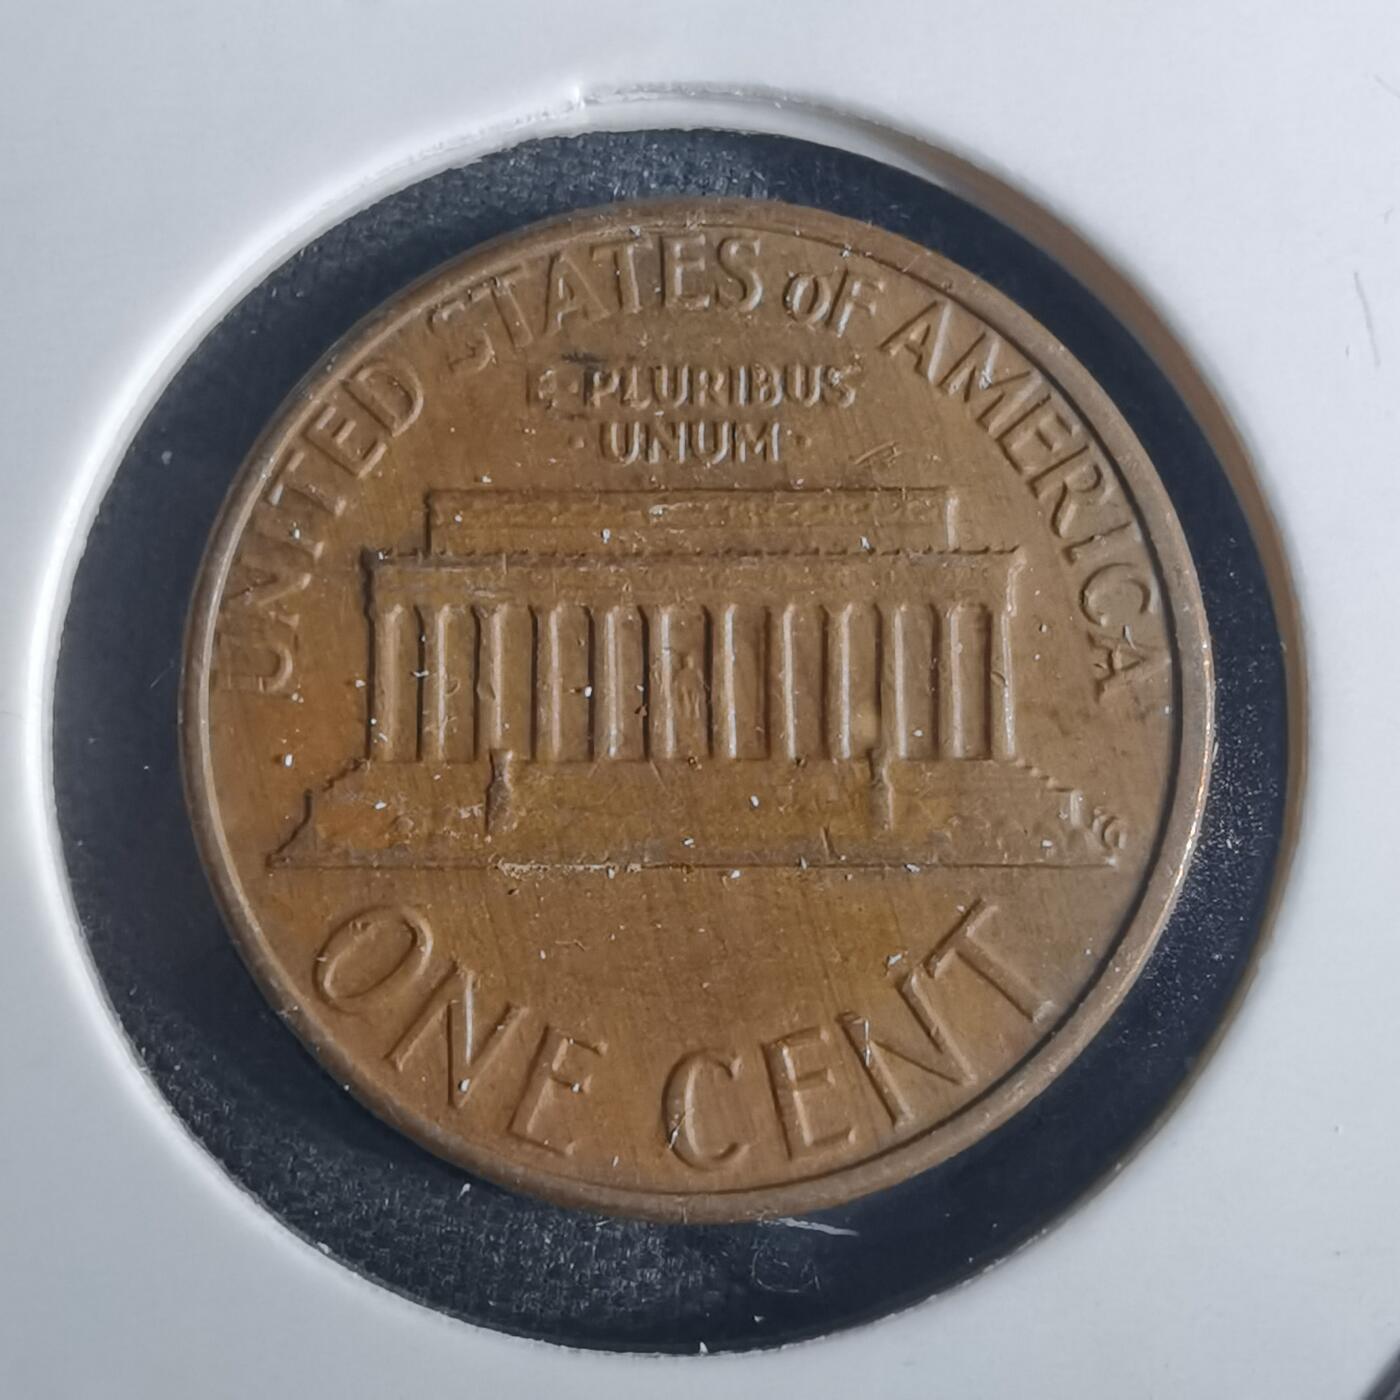 UNITED STATES oF AMERICA
E·PLURIBUS
·UNUM·
FG
ONE CENT